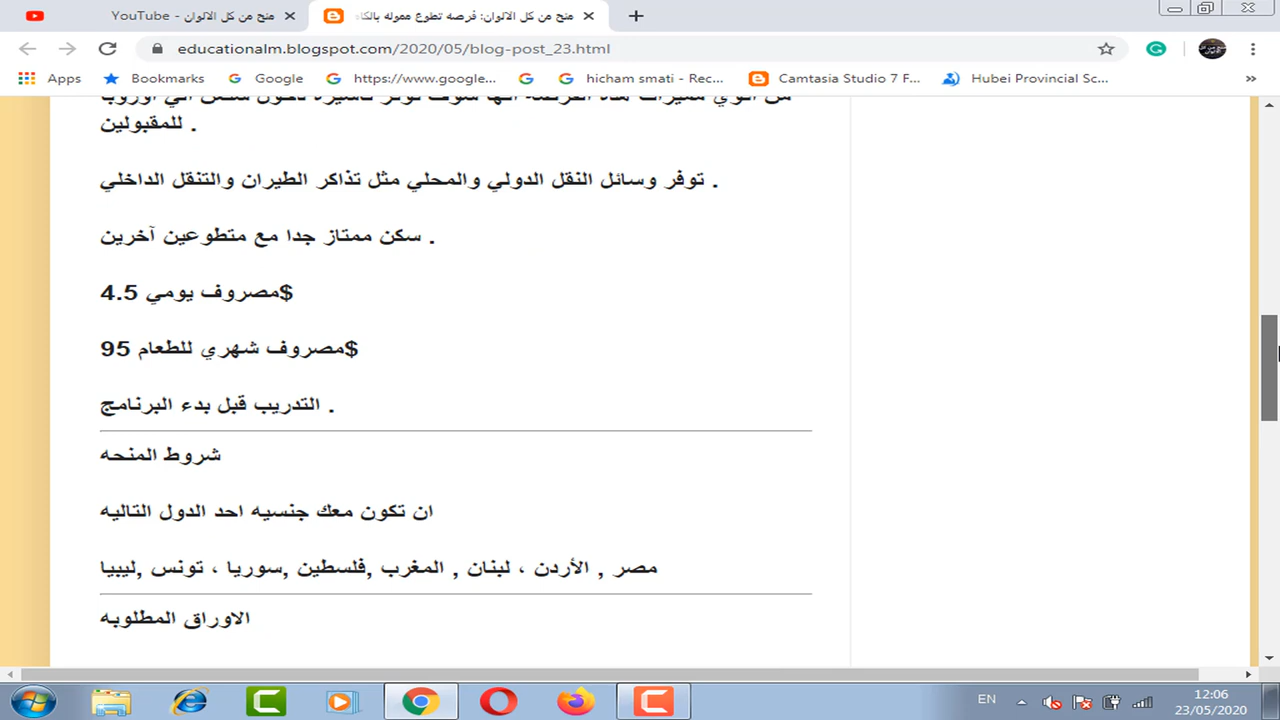 منح من كل الالوان - YouTube
منح من كل الالوان: فرصة تطوع مموله بالكا
educationalm.blogspot.com/2020/05/blog-post_23.html
Apps
Bookmarks
Google
https://www.google...
hicham smati - Rec...
Camtasia Studio 7 F...
Hubei Provincial Sc...
»
للمقبولين .
توفر وسائل النقل الدولي والمحلي مثل تذاكر الطيران والتنقل الداخلي .
سكن ممتاز جدا مع متطوعين آخرين .
$مصروف يومي 4.5
$مصروف شهري للطعام 95
التدريب قبل بدء البرنامج .
شروط المنحه
ان تكون معك جنسيه احد الدول التاليه
مصر , الأردن ، لبنان , المغرب ,فلسطين ,سوريا ، تونس ,ليبيا
الاوراق المطلوبه
EN
12:06
23/05/2020